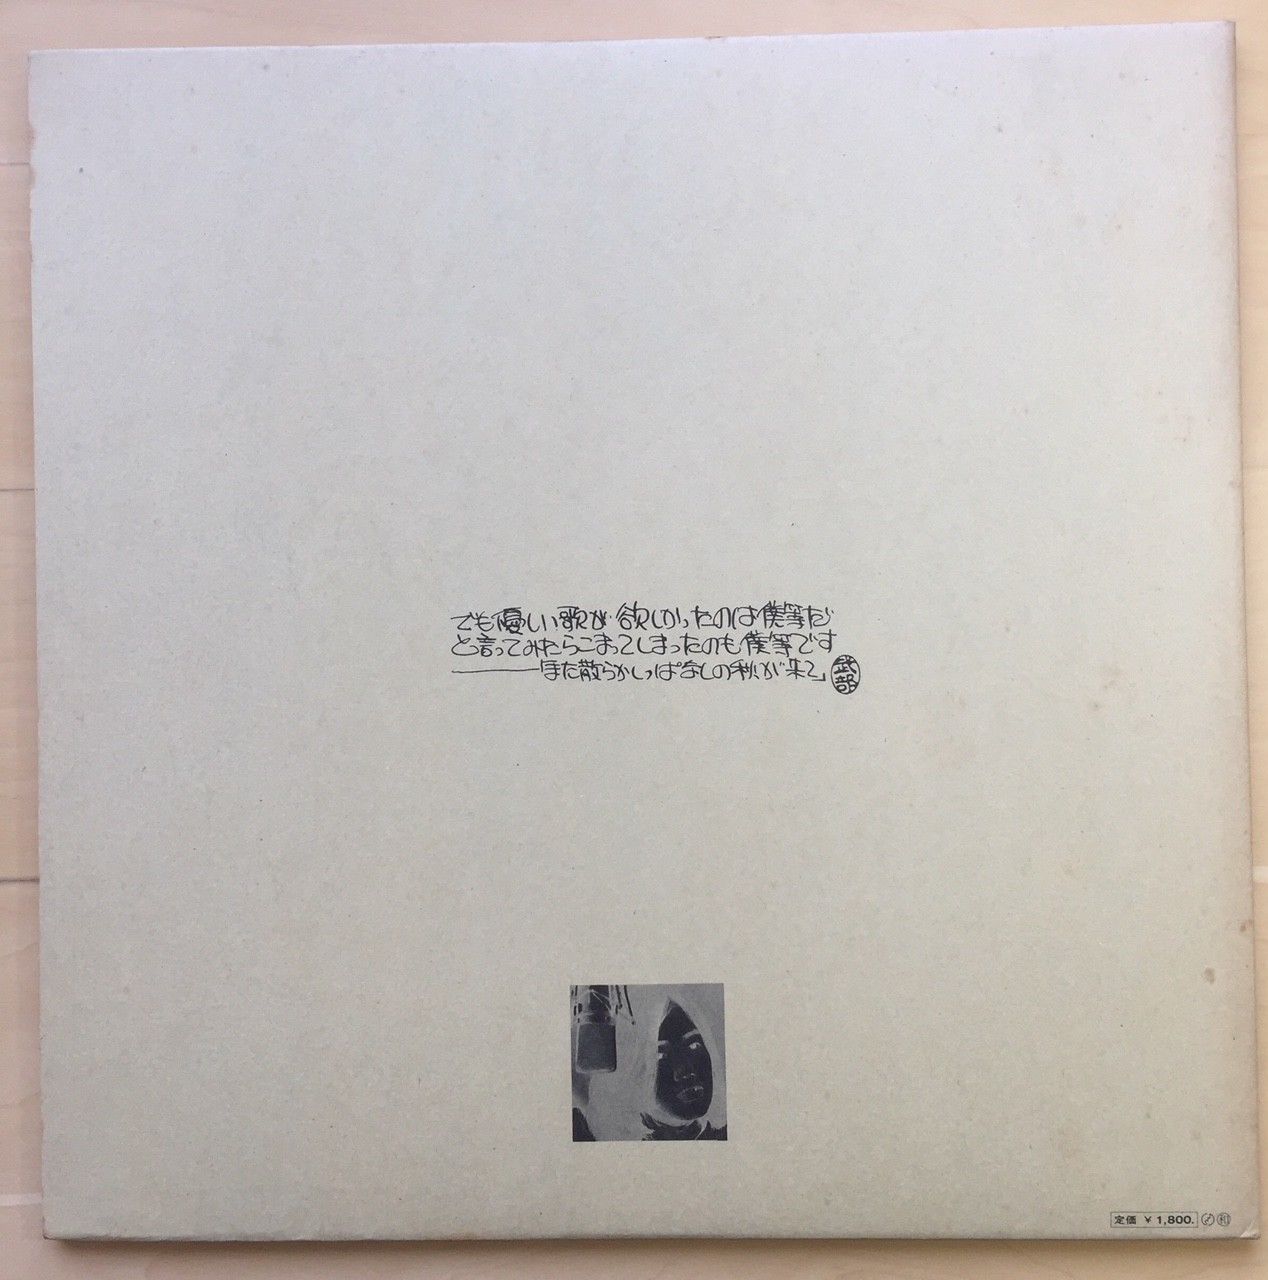 でも優しい歌が欲しかったのは僕等だ
と言ってみたらこまってしまったのも僕等です
———また散らかしっぱなしの秋が来て」
武部
定価 ¥1,800.